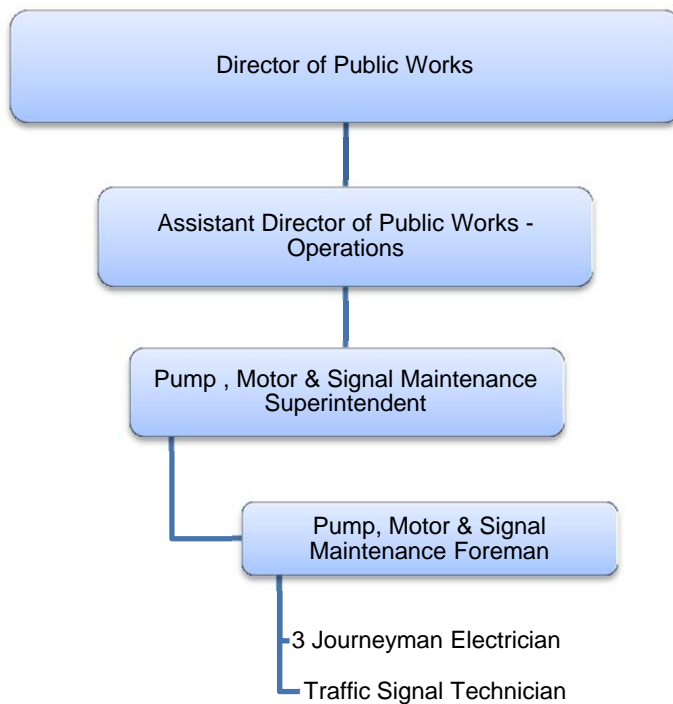 Director of Public Works
Assistant Director of Public Works -
Operations
Pump , Motor & Signal Maintenance
Superintendent
Pump, Motor & Signal
Maintenance Foreman
3 Journeyman Electrician
Traffic Signal Technician